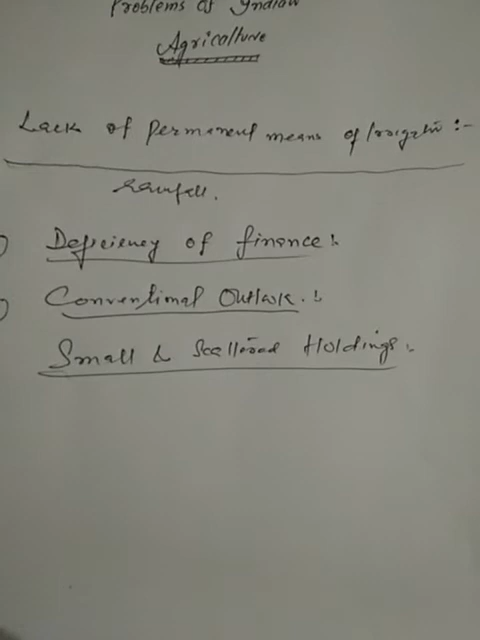 Problems of Indian
Agriculture
Lack of Permanent means of Irrigation :-
rainfall.
Deficiency of finance :
Conventional Outlook. :
Small & Scattered Holdings :